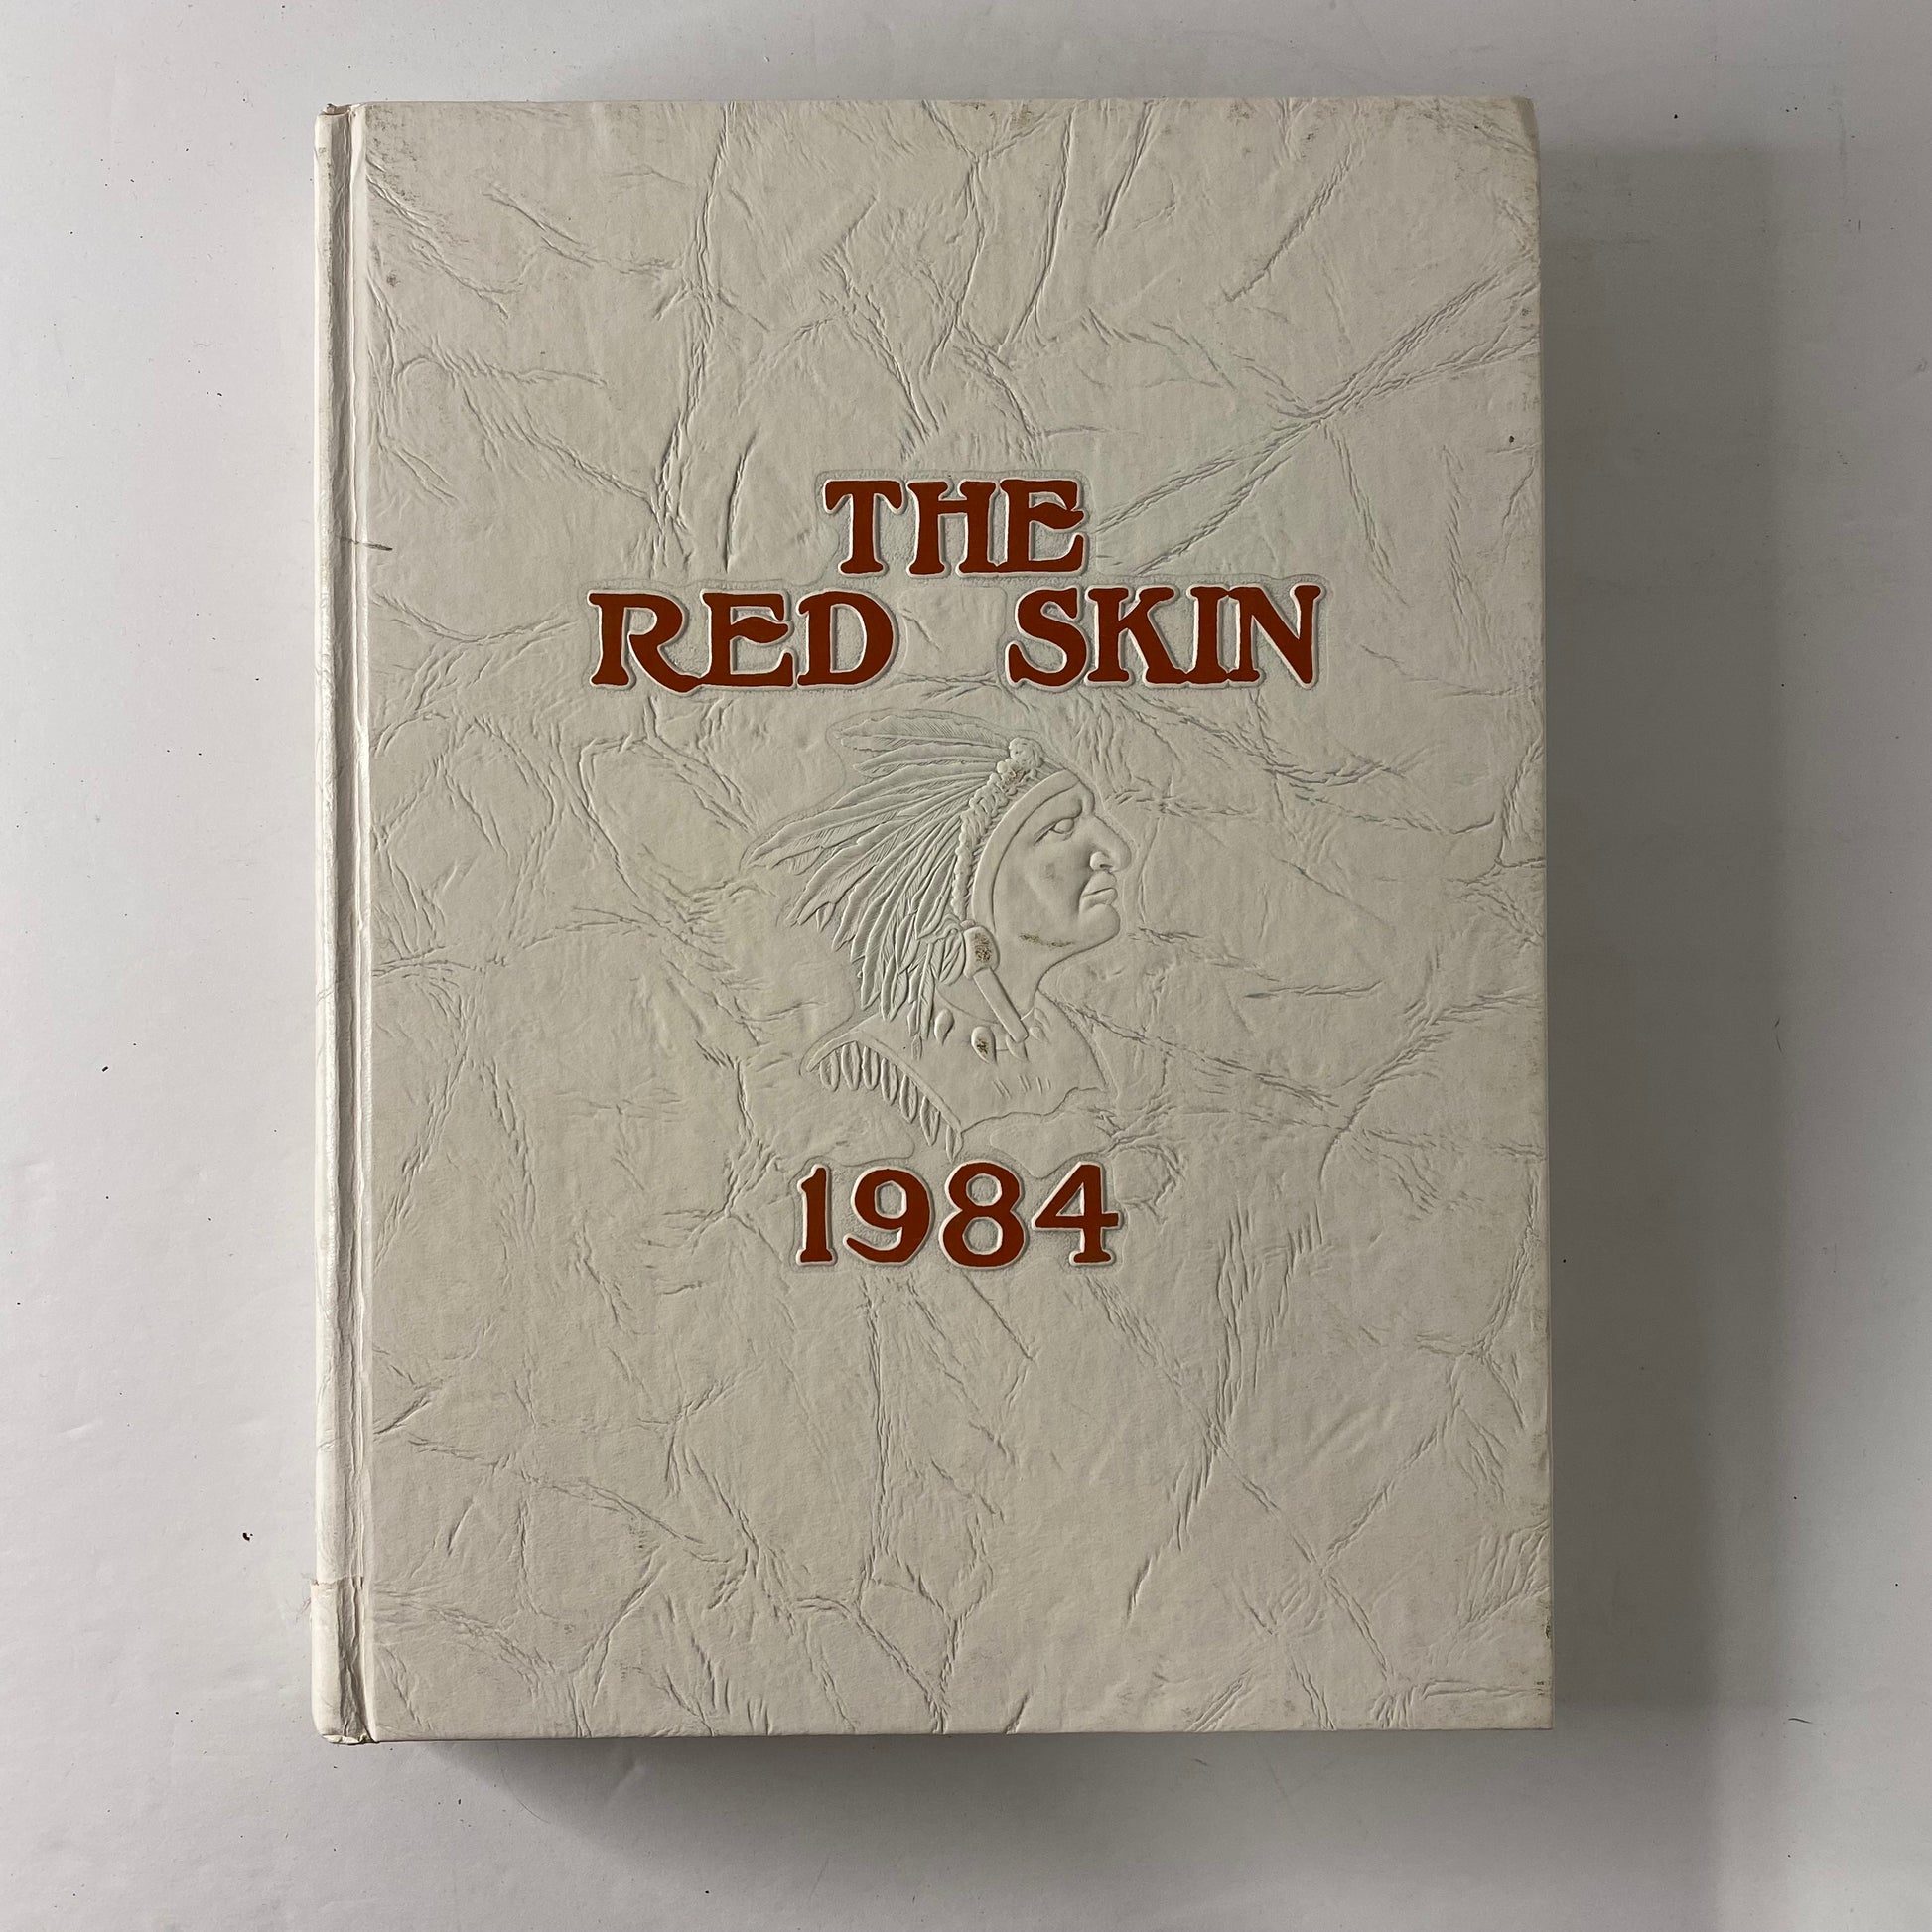 THE
RED SKIN
1984